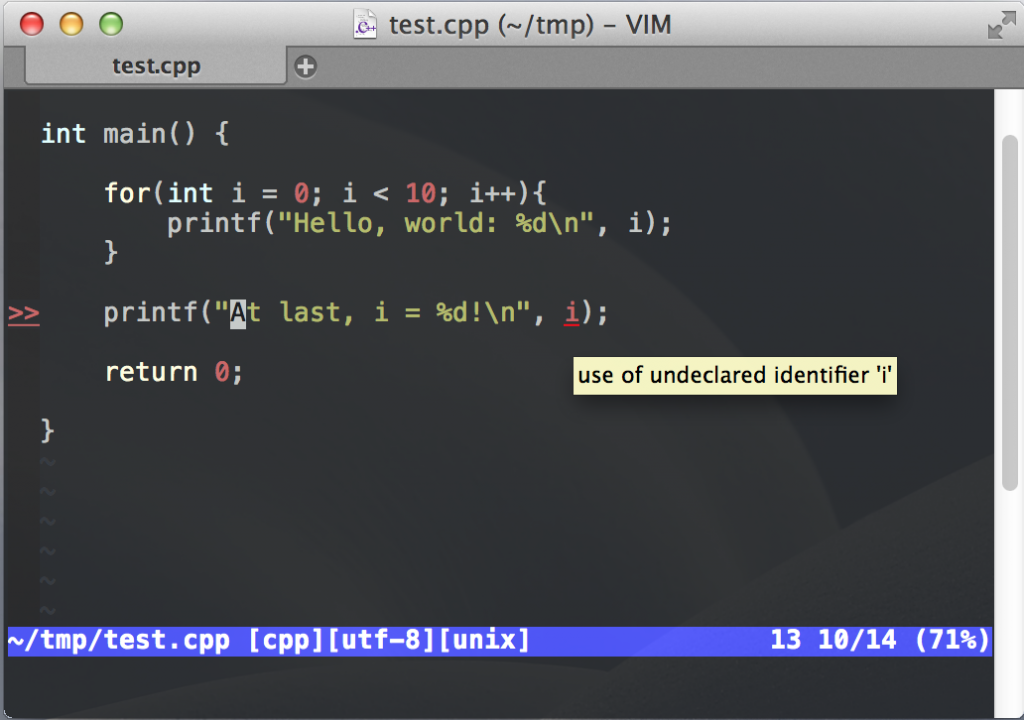 test.cpp (~/tmp) – VIM
test.cpp
int main() {
for(int i = 0; i < 10; i++){
printf("Hello, world: %d\n", i);
}
>> printf("At last, i = %d!\n", i);
return 0;
use of undeclared identifier 'i'
}
~
~
~
~
~
~
~/tmp/test.cpp [cpp][utf-8][unix] 13 10/14 (71%)